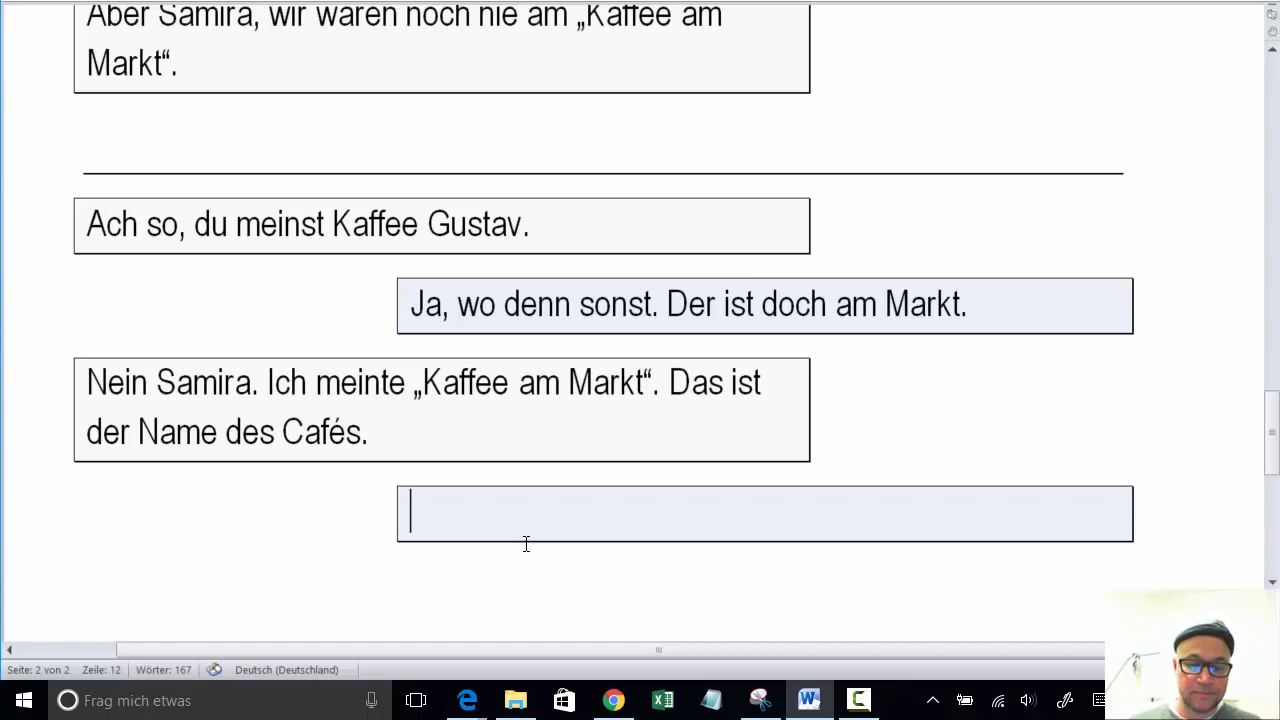 Aber Samira, wir waren noch nie am „Kaffee am
Markt“.
Ach so, du meinst Kaffee Gustav.
Ja, wo denn sonst. Der ist doch am Markt.
Nein Samira. Ich meinte „Kaffee am Markt“. Das ist
der Name des Cafés.
Seite: 2 von 2 Zeile: 12 Wörter: 167 Deutsch (Deutschland)
Frag mich etwas